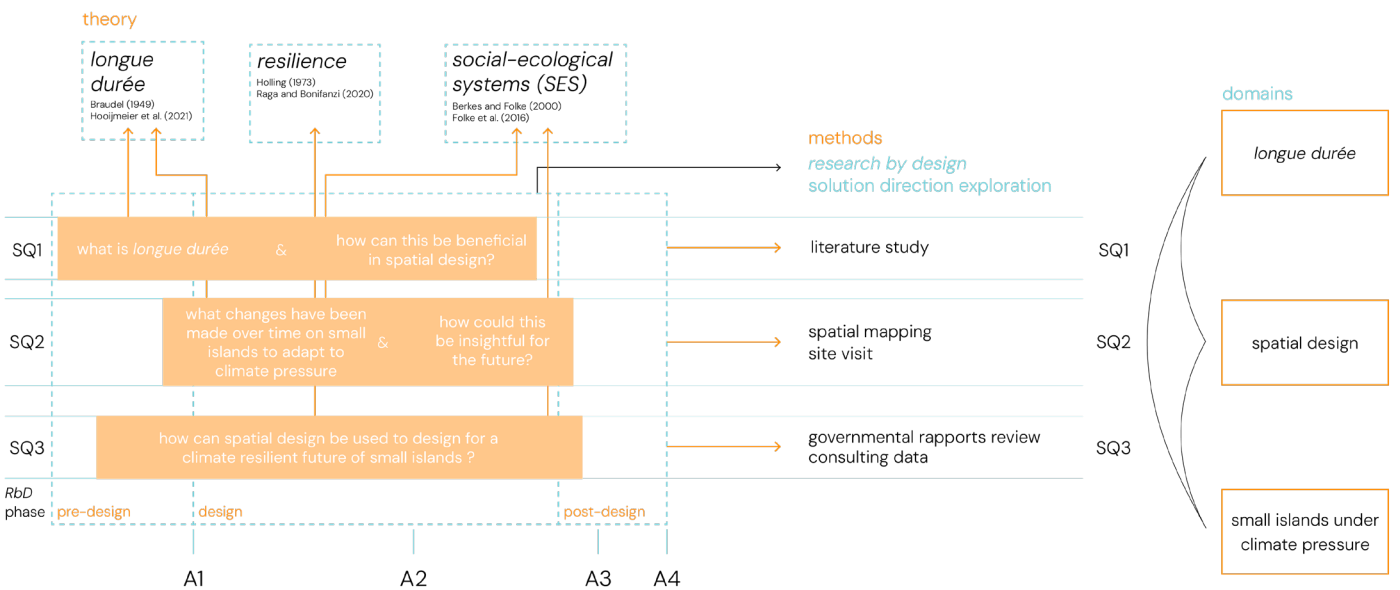 theory
longue
durée
Braudel (1949)
Hooijmeier et al. (2021)
resilience
Holling (1973)
Raga and Bonifanzi (2020)
social-ecological
systems (SES)
Berkes and Folke (2000)
Folke et al. (2016)
methods
research by design
solution direction exploration
domains
longue durée
SQ1
what is longue durée
&
how can this be beneficial
in spatial design?
literature study
SQ1
SQ2
what changes have been
made over time on small
islands to adapt to
climate pressure
&
how could this
be insightful for
the future?
spatial mapping
site visit
SQ2
spatial design
SQ3
how can spatial design be used to design for a
climate resilient future of small islands ?
governmental rapports review
consulting data
SQ3
RbD
phase
pre-design
design
post-design
small islands under
climate pressure
A1
A2
A3
A4